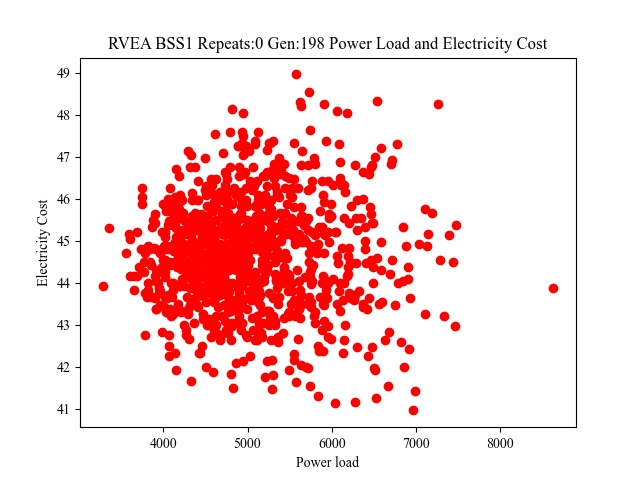 RVEA BSS1 Repeats:0 Gen:198 Power Load and Electricity Cost
49
48
47
46
45
44
43
42
41
Electricity Cost
4000 5000 6000 7000 8000
Power load